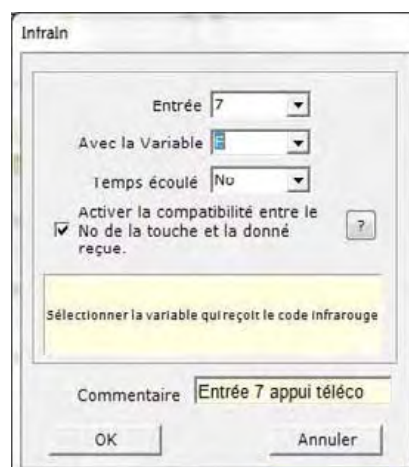 InfraIn
Entrée 7
Avec la Variable E
Temps écoulé No
Activer la compatibilité entre le
No de la touche et la donné
reçue.
?
Sélectionner la variable qui reçoit le code infrarouge
Commentaire Entrée 7 appui téléco
OK Annuler